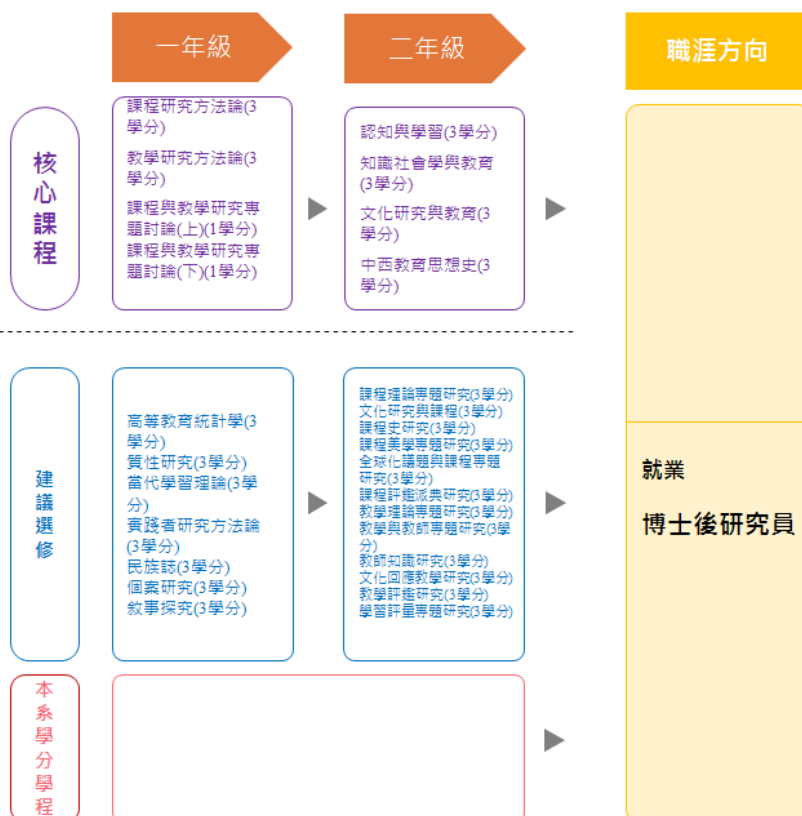 一年級
二年級
職涯方向
核心課程
課程研究方法論(3
學分)
教學研究方法論(3
學分)
課程與教學研究專
題討論(上)(1學分)
課程與教學研究專
題討論(下)(1學分)
認知與學習(3學分)
知識社會學與教育
(3學分)
文化研究與教育(3
學分)
中西教育思想史(3
學分)
建議選修
高等教育統計學(3
學分)
質性研究(3學分)
當代學習理論(3學
分)
實踐者研究方法論
(3學分)
民族誌(3學分)
個案研究(3學分)
敘事探究(3學分)
課程理論專題研究(3學分)
文化研究與課程(3學分)
課程史研究(3學分)
課程美學專題研究(3學分)
全球化議題與課程專題
研究(3學分)
課程評鑑派典研究(3學分)
教學理論專題研究(3學分)
教學與教師專題研究(3學
分)
教師知識研究(3學分)
文化回應教學研究(3學分)
教學評鑑研究(3學分)
學習評量專題研究(3學分)
就業
博士後研究員
本系學分學程